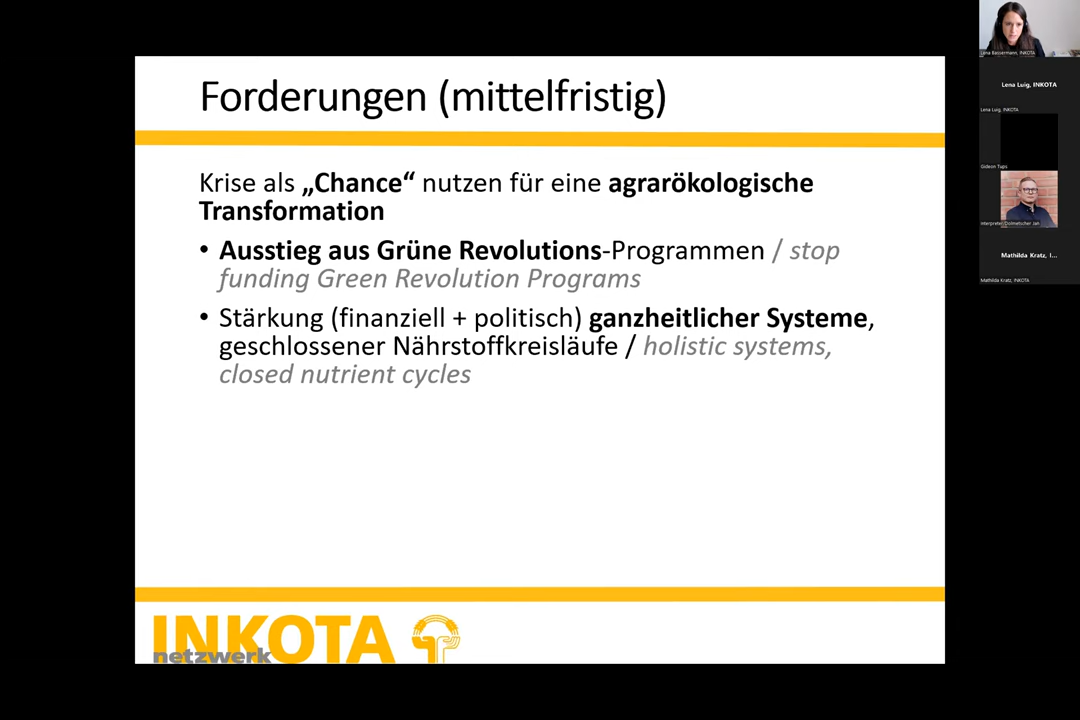 Forderungen (mittelfristig)
Krise als „Chance“ nutzen für eine agrarökologische
Transformation
• Ausstieg aus Grüne Revolutions-Programmen / stop
funding Green Revolution Programs
• Stärkung (finanziell + politisch) ganzheitlicher Systeme,
geschlossener Nährstoffkreisläufe / holistic systems,
closed nutrient cycles
INKOTA
netzwerk
Lena Bassermann, INKOTA
Lena Luig, INKOTA
Lena Luig, INKOTA
Gideon Tups
Interpreter/Dolmetscher Jan
Mathilda Kratz, I...
Mathilda Kratz, INKOTA